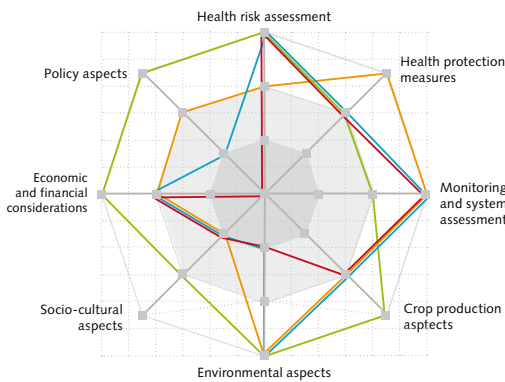 Health risk assessment
Policy aspects
Health protection
measures
Economic
and financial
considerations
Monitoring
and system
assessment
Socio-cultural
aspects
Crop production
asptects
Environmental aspects